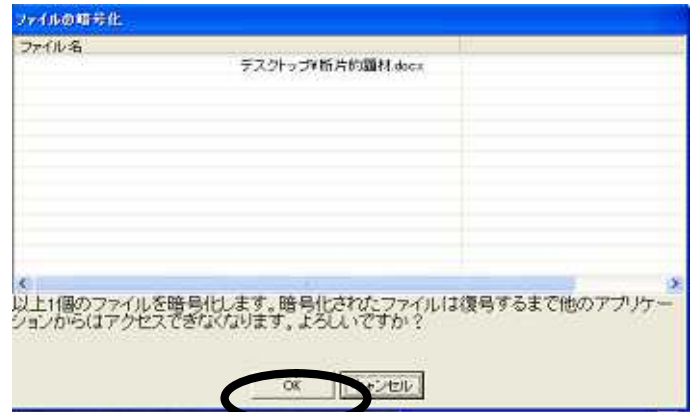 ファイルの暗号化
ファイル名
デスクトップ¥断片的題材.docx
以上1個のファイルを暗号化します。暗号化されたファイルは復号するまで他のアプリケー
ションからはアクセスできなくなります。よろしいですか？
OK キャンセル